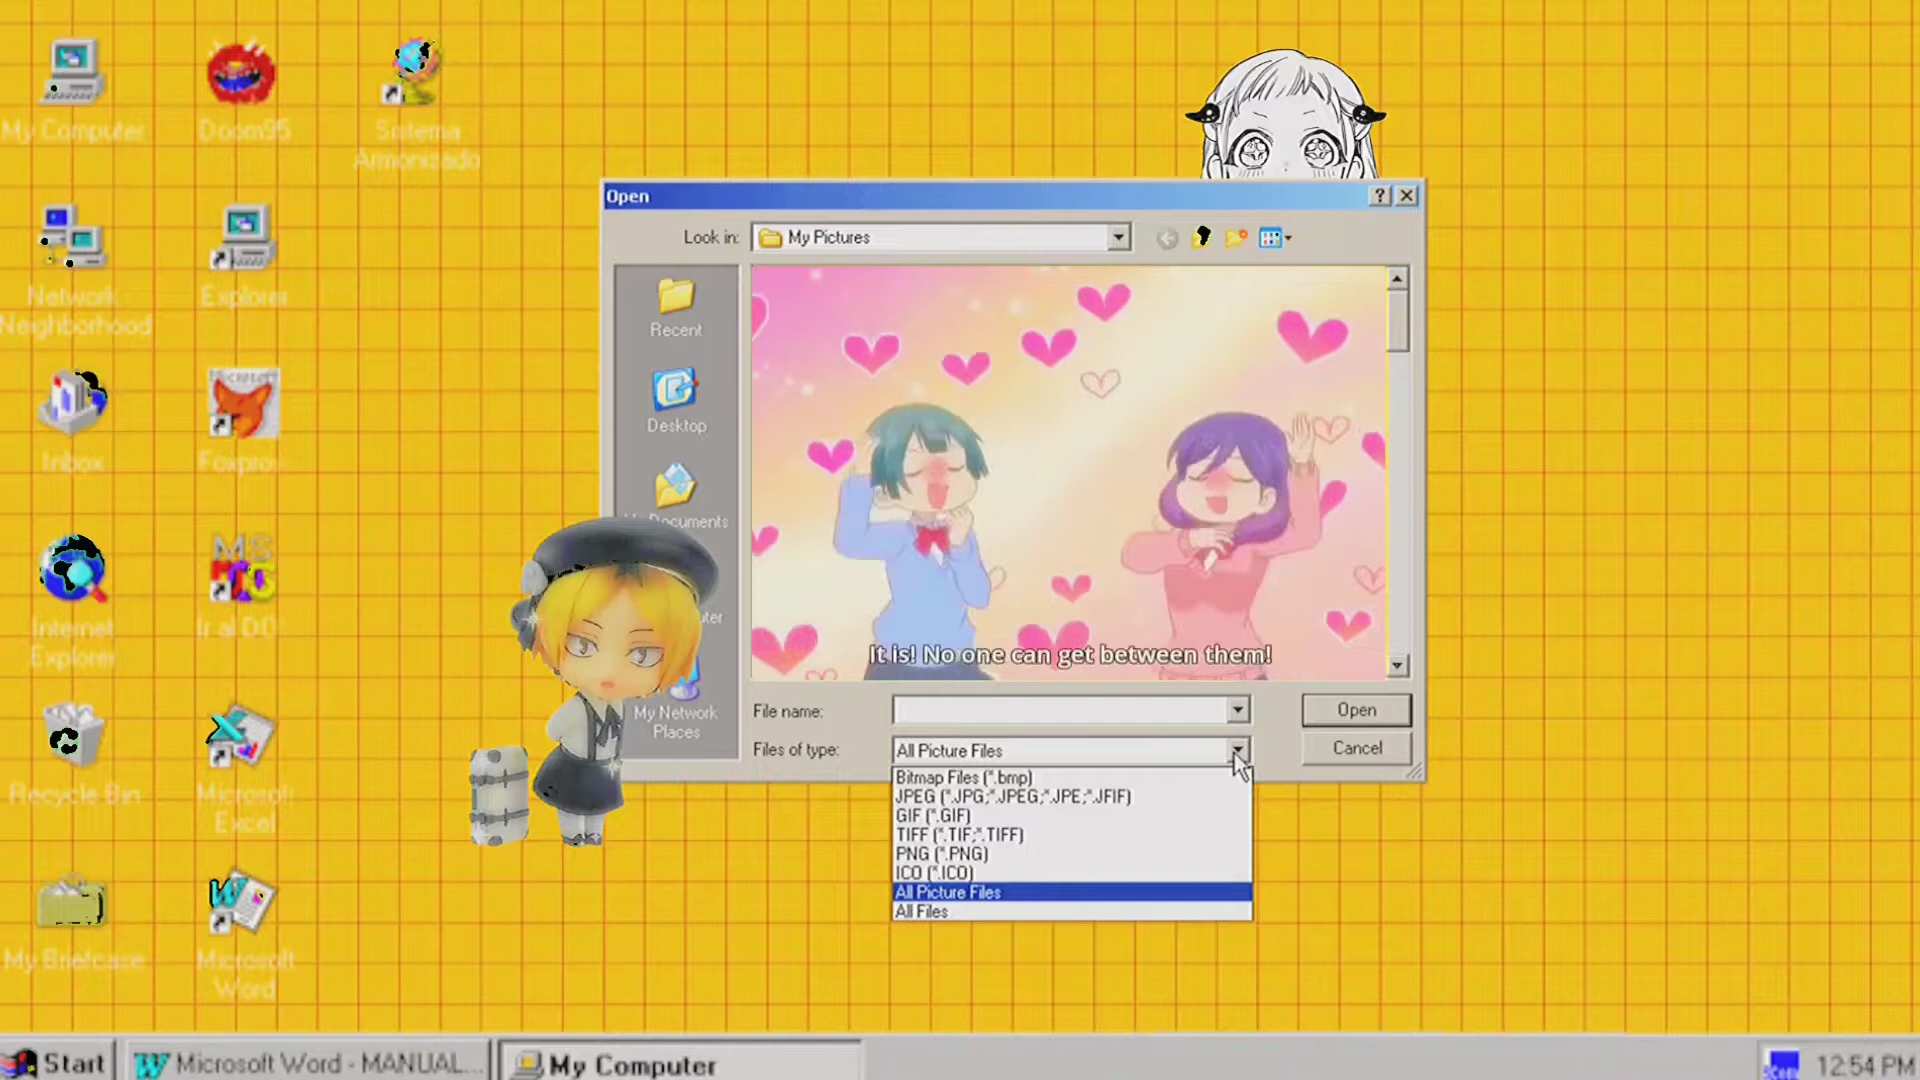 My Computer
Doom95
Sistema
Armonizado
Network
Neighborhood
Explorer
Inbox
Microsoft
Foxpro
Internet
Explorer
MS
Recycle Bin
Microsoft
Excel
My Briefcase
Microsoft
Word
Open
Look in:
My Pictures
Recent
Desktop
Documents
My Network
Places
It is! No one can get between them!
File name:
Open
Files of type:
All Picture Files
Cancel
Bitmap Files (*.bmp)
JPEG (*.JPG;*.JPEG;*.JPE;*.JFIF)
GIF (*.GIF)
TIFF (*.TIF;*.TIFF)
PNG (*.PNG)
ICO (*.ICO)
All Picture Files
All Files
Start
Microsoft Word - MANUAL...
My Computer
12:54 PM